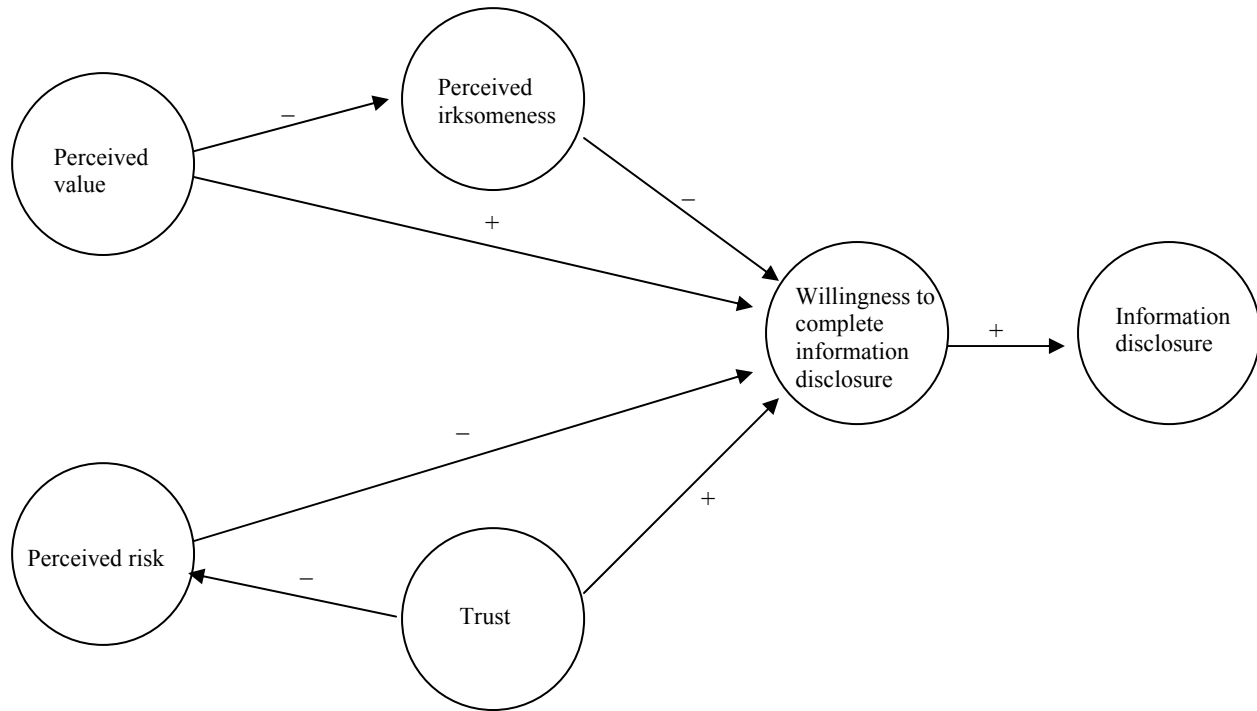 Perceived
value
–
Perceived
irksomeness
–
+
Willingness to
complete
information
disclosure
+
Information
disclosure
–
Perceived risk
–
Trust
+